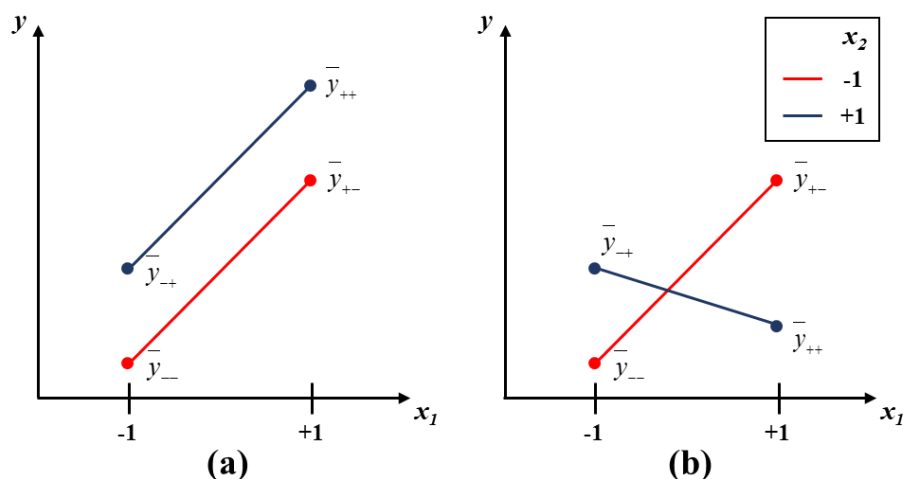 y
ȳ₊₊
ȳ₊₋
ȳ₋₊
ȳ₋₋
-1
+1
x₁
(a)
y
x₂
-1
+1
ȳ₊₋
ȳ₋₊
ȳ₊₊
ȳ₋₋
-1
+1
x₁
(b)